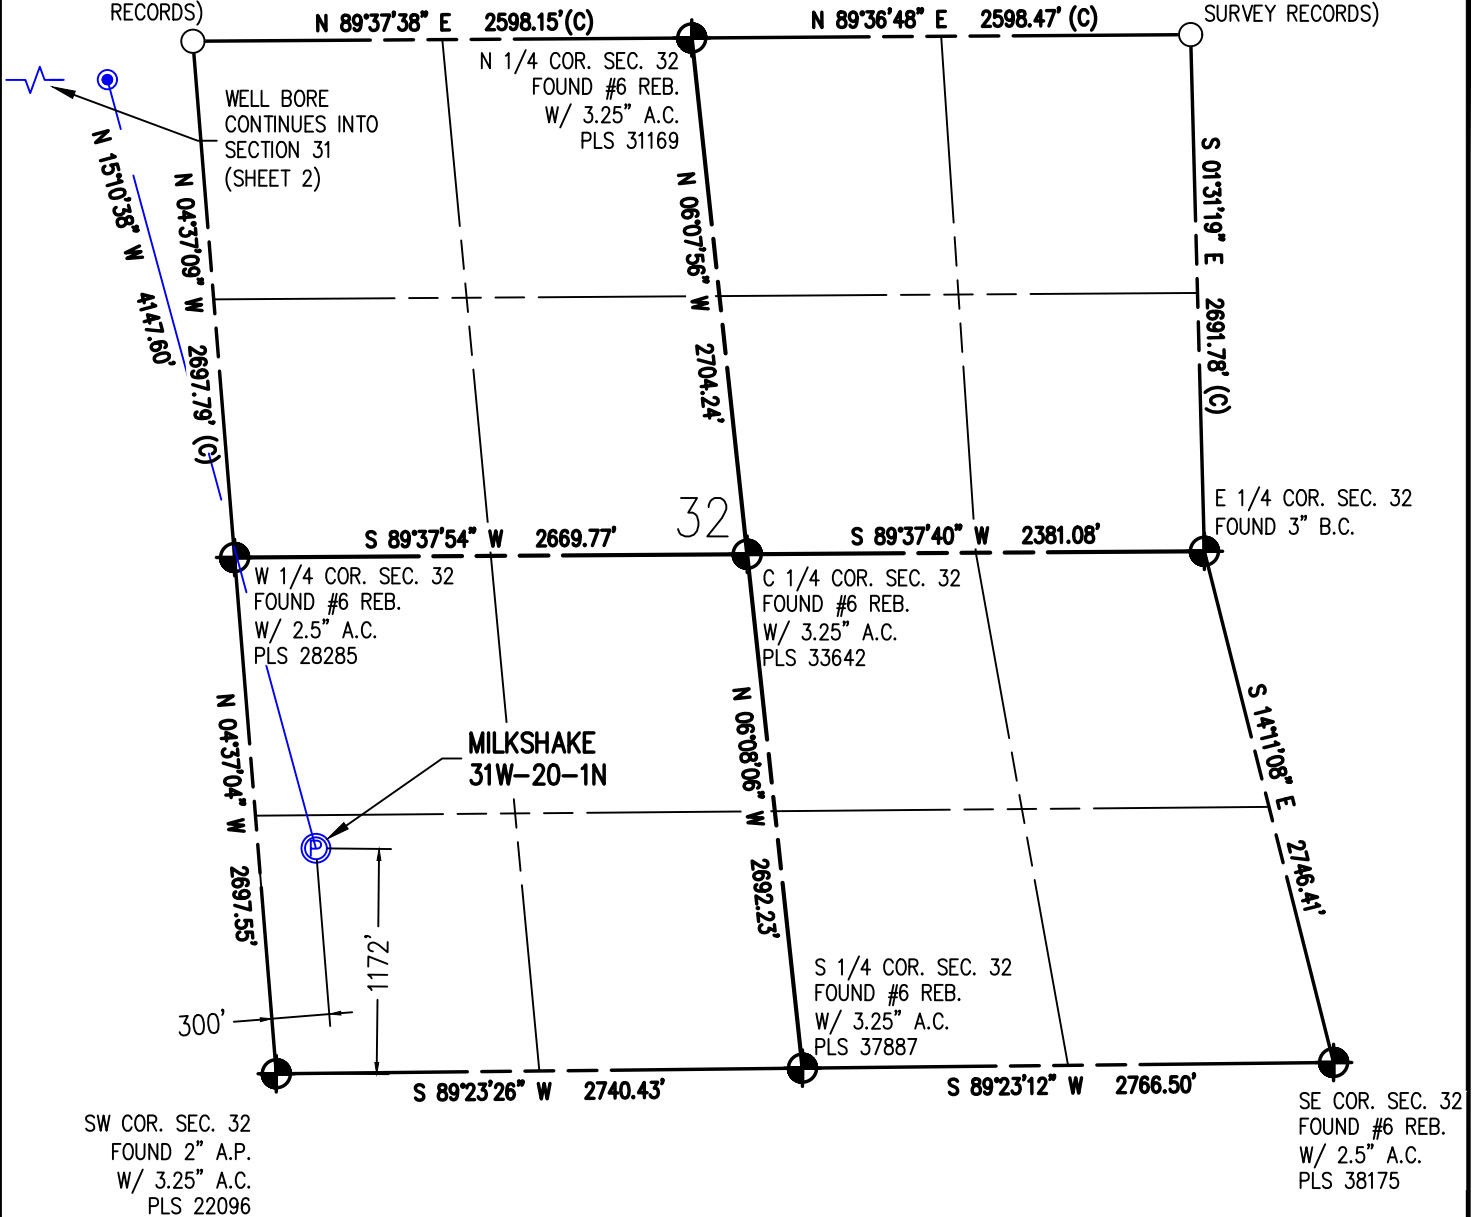 RECORDS)
N 89°37'38" E 2598.15'(C)
N 89°36'48" E 2598.47' (C)
SURVEY RECORDS)
N 1/4 COR. SEC. 32
FOUND #6 REB.
W/ 3.25" A.C.
PLS 31169
WELL BORE
CONTINUES INTO
SECTION 31
(SHEET 2)
N 15°10'38" W 4147.60'
N 04°37'09" W 2697.79' (C)
N 06°07'56" W 2704.24'
S 01°31'19" E 2691.78' (C)
E 1/4 COR. SEC. 32
FOUND 3" B.C.
32
S 89°37'54" W 2669.77'
S 89°37'40" W 2381.08'
W 1/4 COR. SEC. 32
FOUND #6 REB.
W/ 2.5" A.C.
PLS 28285
C 1/4 COR. SEC. 32
FOUND #6 REB.
W/ 3.25" A.C.
PLS 33642
N 04°37'04" W 2697.55'
MILKSHAKE
31W-20-1N
P
N 06°08'06" W 2692.23'
S 14°11'08" E 2746.41'
1172'
300'
S 1/4 COR. SEC. 32
FOUND #6 REB.
W/ 3.25" A.C.
PLS 37887
S 89°23'26" W 2740.43'
S 89°23'12" W 2766.50'
SW COR. SEC. 32
FOUND 2" A.P.
W/ 3.25" A.C.
PLS 22096
SE COR. SEC. 32
FOUND #6 REB.
W/ 2.5" A.C.
PLS 38175